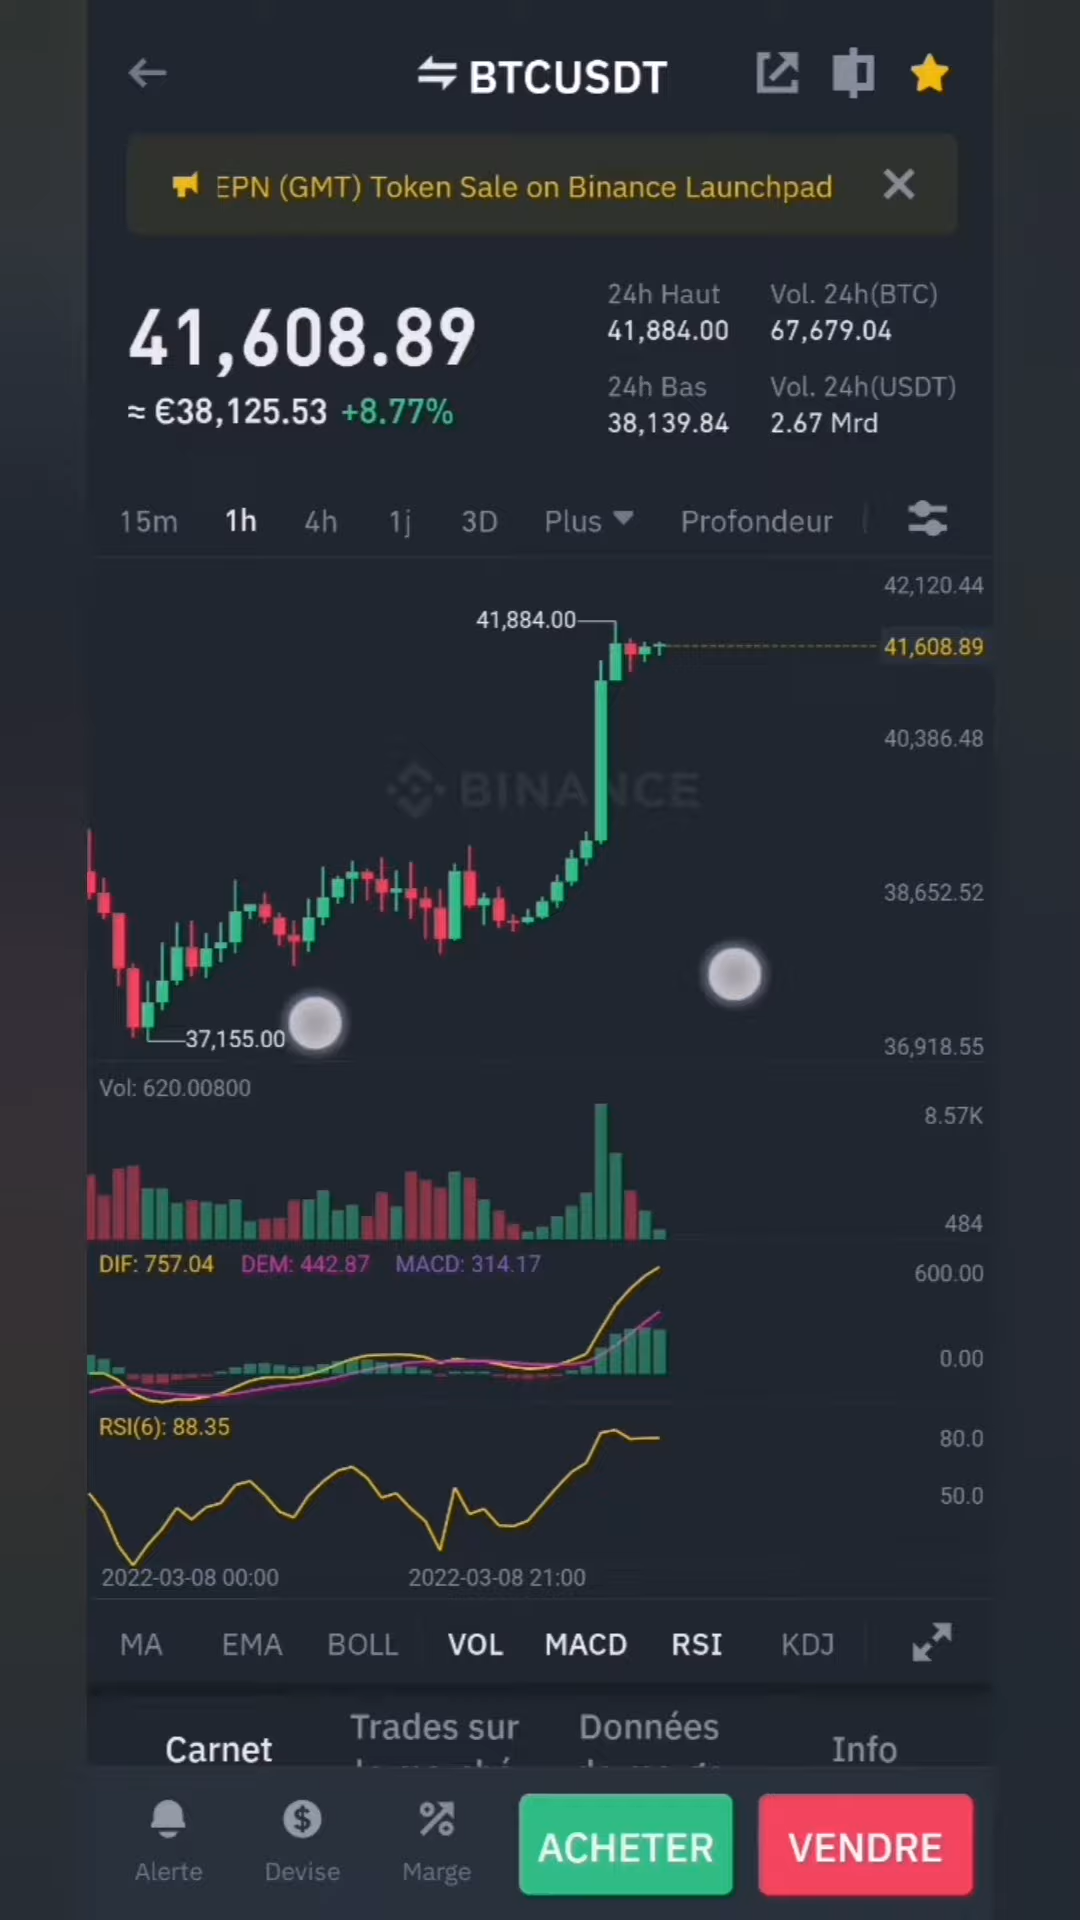 BTCUSDT
EPN (GMT) Token Sale on Binance Launchpad
41,608.89
≈ €38,125.53 +8.77%
24h Haut
41,884.00
Vol. 24h(BTC)
67,679.04
24h Bas
38,139.84
Vol. 24h(USDT)
2.67 Mrd
15m 1h 4h 1j 3D Plus Profondeur
42,120.44
41,884.00
41,608.89
40,386.48
BINANCE
38,652.52
37,155.00
36,918.55
Vol: 620.00800
8.57K
484
DIF: 757.04 DEM: 442.87 MACD: 314.17
600.00
0.00
RSI(6): 88.35
80.0
50.0
2022-03-08 00:00 2022-03-08 21:00
MA EMA BOLL VOL MACD RSI KDJ
Carnet
Trades sur
Données
Info
Alerte Devise Marge ACHETER VENDRE